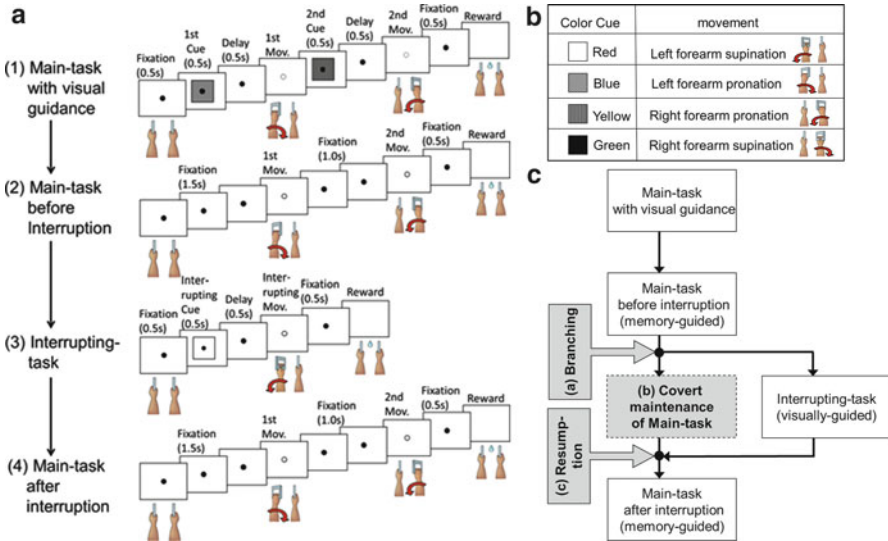 a
(1) Main-task
with visual
guidance
Fixation
(0.5s)
1st
Cue
(0.5s)
Delay
(0.5s)
1st
Mov.
2nd
Cue
(0.5s)
Delay
(0.5s)
2nd
Mov.
Fixation
(0.5s)
Reward
(2) Main-task
before
Interruption
Fixation
(1.5s)
1st
Mov.
Fixation
(1.0s)
2nd
Mov.
Fixation
(0.5s)
Reward
(3) Interrupting-
task
Fixation
(0.5s)
Inter-
rupting
Cue
(0.5s)
Delay
(0.5s)
Inter-
rupting
Mov.
Fixation
(0.5s)
Reward
(4) Main-task
after
interruption
Fixation
(1.5s)
1st
Mov.
Fixation
(1.0s)
2nd
Mov.
Fixation
(0.5s)
Reward
b
Color Cue movement
Red Left forearm supination
Blue Left forearm pronation
Yellow Right forearm pronation
Green Right forearm supination
c
Main-task
with visual guidance
Main-task
before interruption
(memory-guided)
(a) Branching
(b) Covert
maintenance
of Main-task
Interrupting-task
(visually-guided)
(c) Resump-
tion
Main-task
after interruption
(memory-guided)